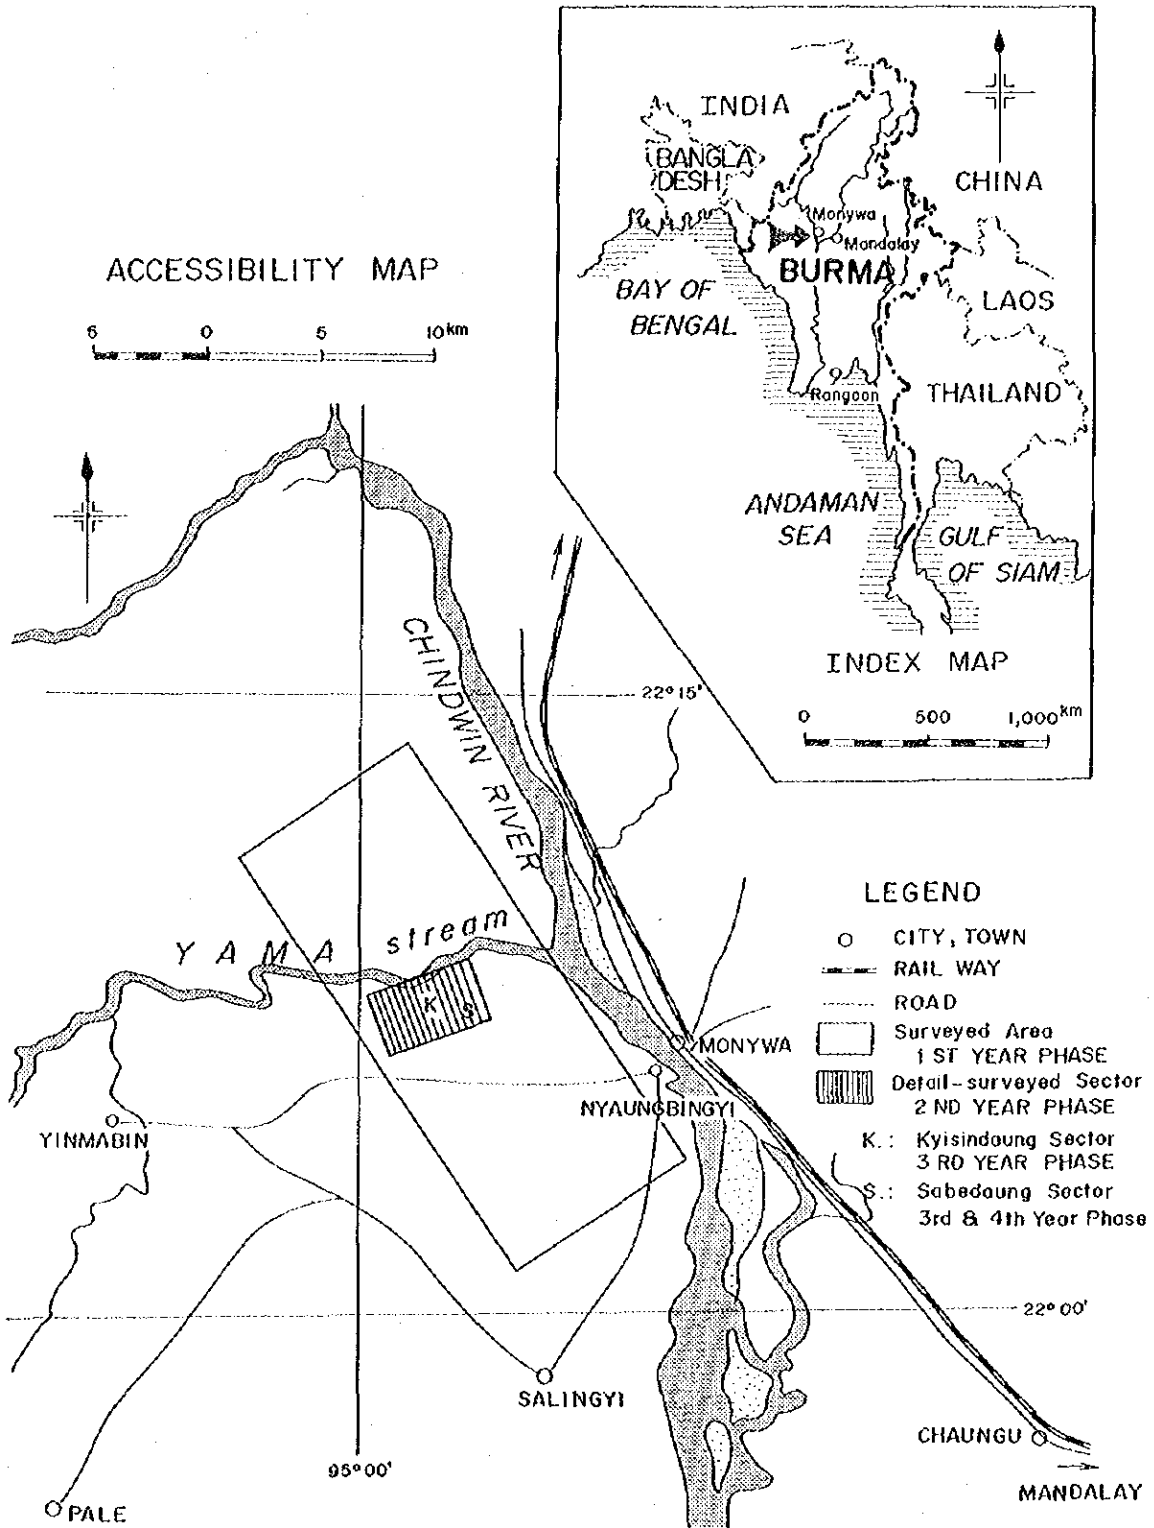 INDIA
BANGLA
DESH
CHINA
Monywa
Mandalay
BURMA
LAOS
BAY OF
BENGAL
THAILAND
Rangoon
ANDAMAN
SEA
GULF
OF SIAM
INDEX MAP
0 500 1,000 km
ACCESSIBILITY MAP
5 0 5 10 km
CHINDWIN RIVER
22° 15'
YAMA stream
K
S
MONYWA
NYAUNGBINGYI
YINMABIN
SALINGYI
PALE
CHAUNGU
MANDALAY
22° 00'
95° 00'
LEGEND
CITY, TOWN
RAIL WAY
ROAD
Surveyed Area
1 ST YEAR PHASE
Detail-surveyed Sector
2 ND YEAR PHASE
K.: Kyisindaung Sector
3 RD YEAR PHASE
S.: Sabedaung Sector
3rd & 4th Year Phase